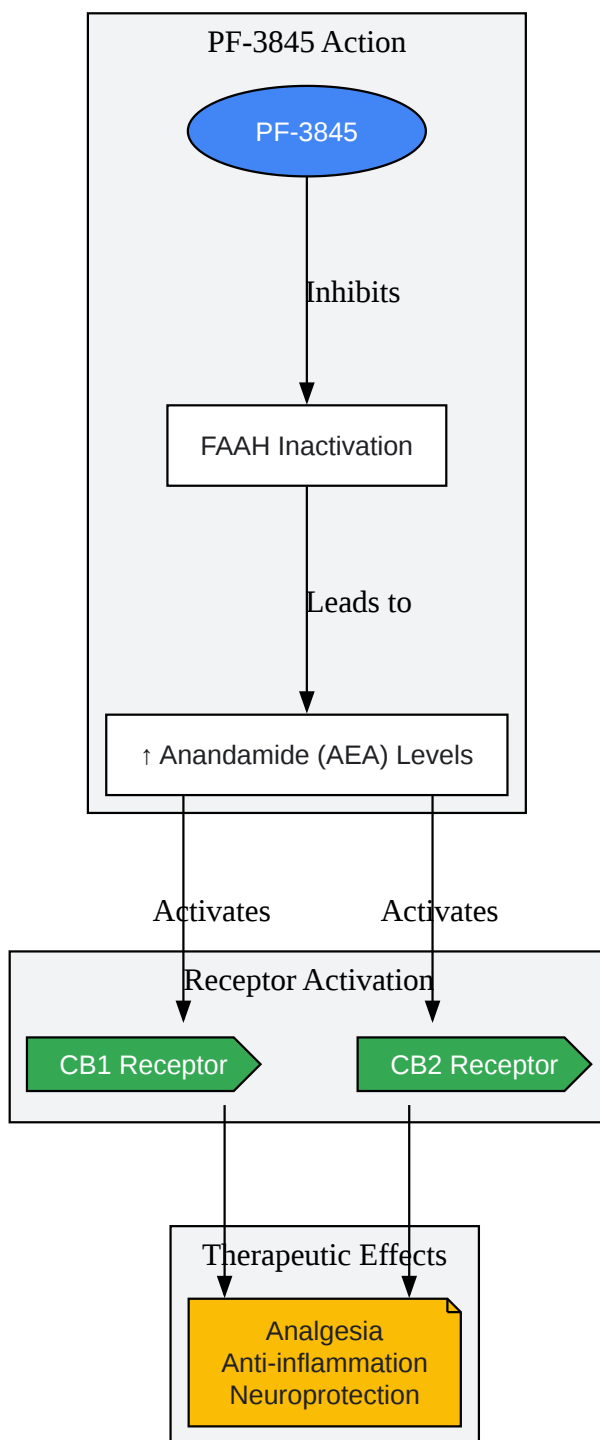 PF-3845 Action
PF-3845
Inhibits
FAAH Inactivation
Leads to
↑ Anandamide (AEA) Levels
Activates
Activates
Receptor Activation
CB1 Receptor
CB2 Receptor
Therapeutic Effects
Analgesia
Anti-inflammation
Neuroprotection